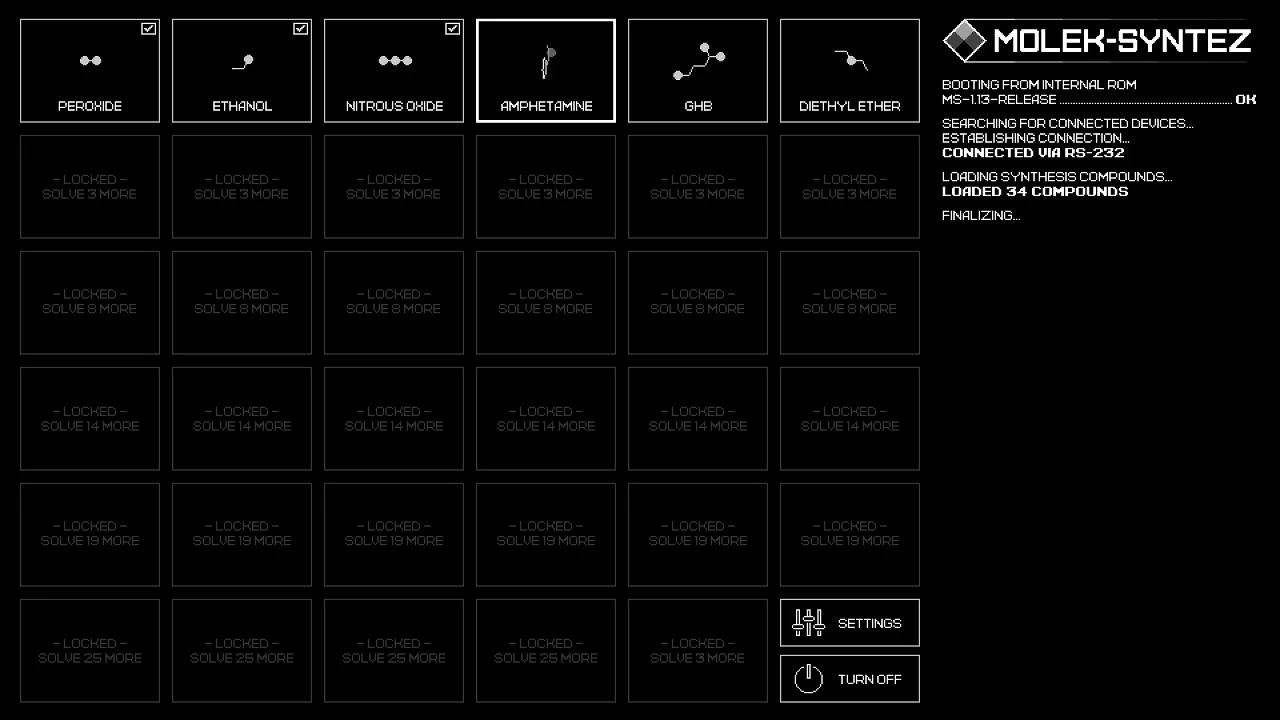 PEROXIDE
ETHANOL
NITROUS OXIDE
AMPHETAMINE
GHB
DIETHYL ETHER
– LOCKED –
SOLVE 3 MORE
– LOCKED –
SOLVE 3 MORE
– LOCKED –
SOLVE 3 MORE
– LOCKED –
SOLVE 3 MORE
– LOCKED –
SOLVE 3 MORE
– LOCKED –
SOLVE 3 MORE
– LOCKED –
SOLVE 8 MORE
– LOCKED –
SOLVE 8 MORE
– LOCKED –
SOLVE 8 MORE
– LOCKED –
SOLVE 8 MORE
– LOCKED –
SOLVE 8 MORE
– LOCKED –
SOLVE 8 MORE
– LOCKED –
SOLVE 14 MORE
– LOCKED –
SOLVE 14 MORE
– LOCKED –
SOLVE 14 MORE
– LOCKED –
SOLVE 14 MORE
– LOCKED –
SOLVE 14 MORE
– LOCKED –
SOLVE 14 MORE
– LOCKED –
SOLVE 19 MORE
– LOCKED –
SOLVE 19 MORE
– LOCKED –
SOLVE 19 MORE
– LOCKED –
SOLVE 19 MORE
– LOCKED –
SOLVE 19 MORE
– LOCKED –
SOLVE 19 MORE
– LOCKED –
SOLVE 25 MORE
– LOCKED –
SOLVE 25 MORE
– LOCKED –
SOLVE 25 MORE
– LOCKED –
SOLVE 25 MORE
– LOCKED –
SOLVE 3 MORE
SETTINGS
TURN OFF
MOLEK-SYNTEZ
BOOTING FROM INTERNAL ROM
MS-1.13-RELEASE ........................................ OK
SEARCHING FOR CONNECTED DEVICES...
ESTABLISHING CONNECTION...
CONNECTED VIA RS-232
LOADING SYNTHESIS COMPOUNDS...
LOADED 34 COMPOUNDS
FINALIZING...